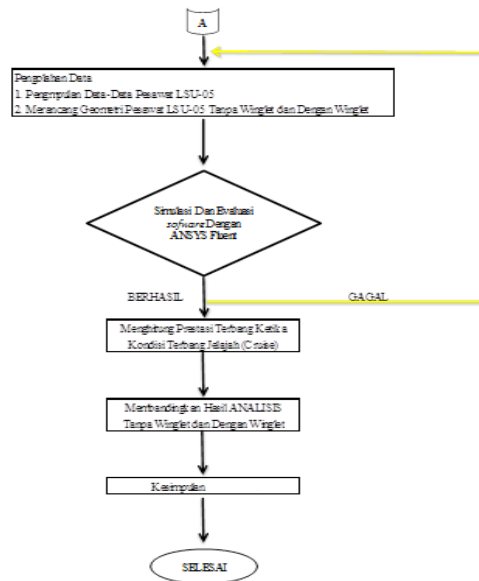 A
Pengolahan Data
1. Pengmpulan Data-Data Pesawat LSU-05
2. Merancang Geometri Pesawat LSU-05 Tanpa Winglet dan Dengan Winglet
Simulasi Dan Evaluasi
sofware Dengan
ANSYS Fluent
BERHASIL
GAGAL
Menghitung Prestasi Terbang Ketika
Kondisi Terbang Jelajah (Cruise)
Membandingkan Hasil ANALISIS
Tanpa Winglet dan Dengan Winglet
Kesimpulan
SELESAI